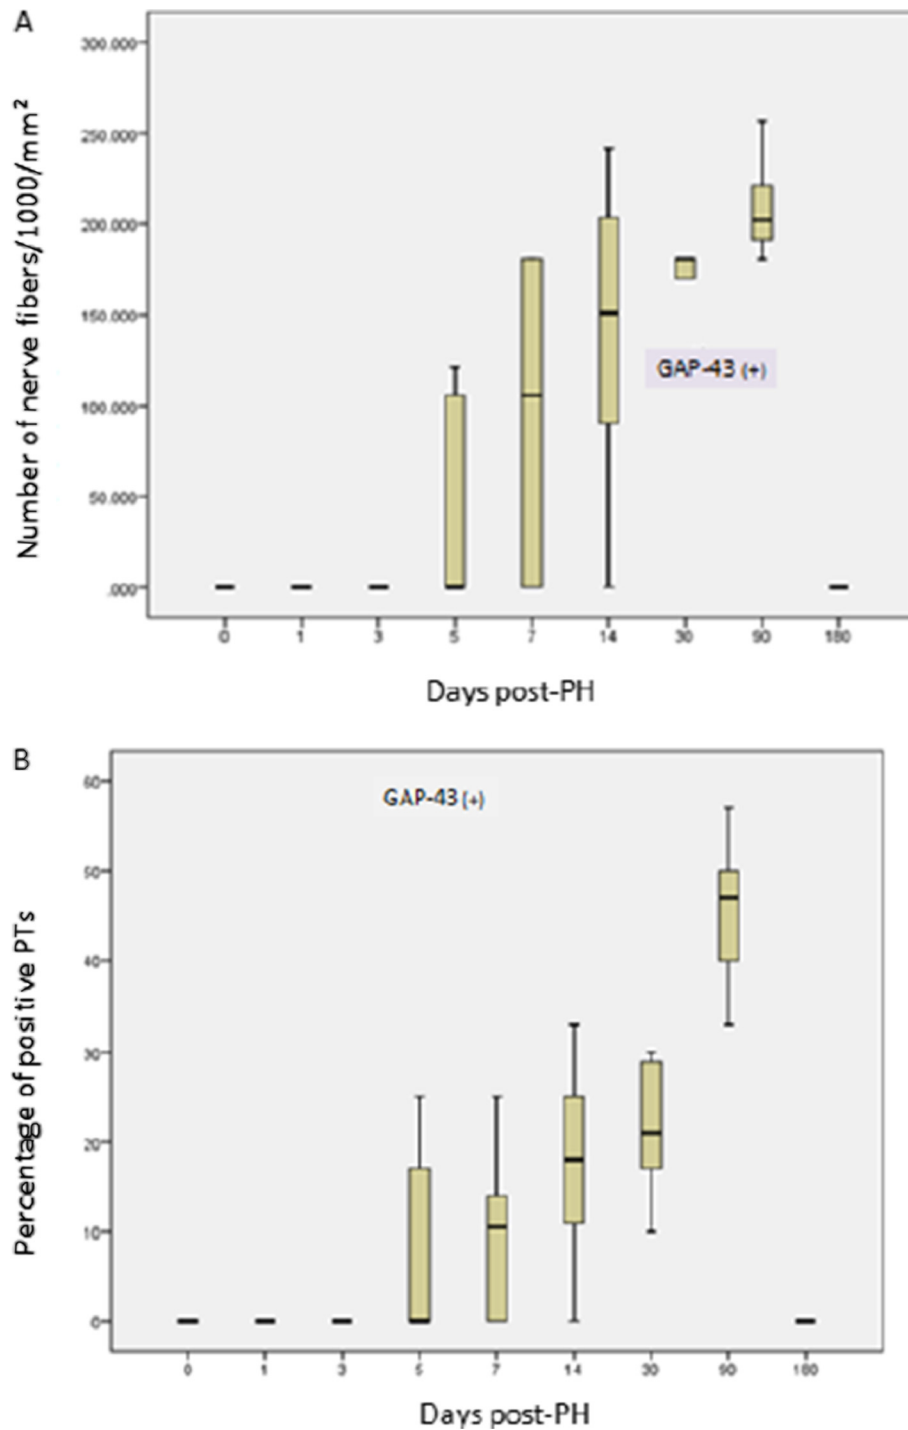 A
Number of nerve fibers/1000/mm²
300.000
250.000
200.000
150.000
100.000
50.000
.000
GAP-43 (+)
0 1 3 5 7 14 30 90 180
Days post-PH
B
Percentage of positive PTs
60
50
40
30
20
10
0
GAP-43 (+)
0 1 3 5 7 14 30 90 180
Days post-PH